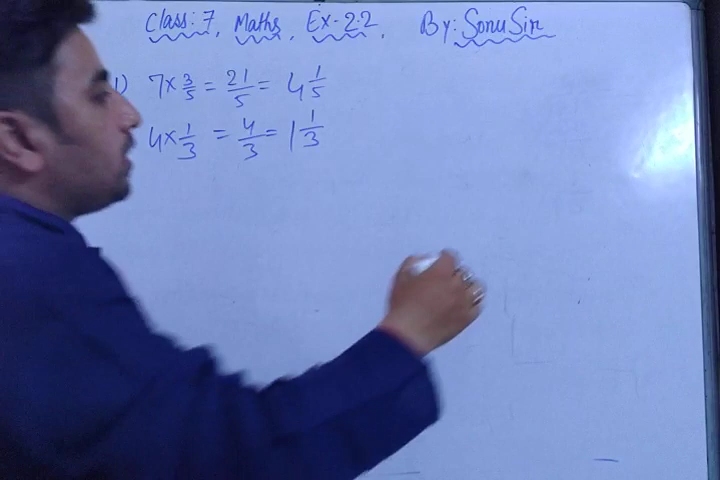 Class: 7, Maths, Ex-2.2, By: Sonu Sir
1) 7 × 3/5 = 21/5 = 4 1/5
4 × 1/3 = 4/3 = 1 1/3